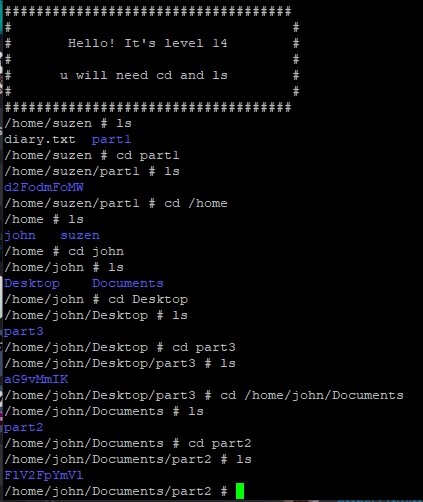 ####################################
#                                   #
#       Hello! It's level 14        #
#                                   #
#      u will need cd and ls        #
#                                   #
####################################
/home/suzen # ls
diary.txt  part1
/home/suzen # cd part1
/home/suzen/part1 # ls
d2FodmFoMW
/home/suzen/part1 # cd /home
/home # ls
john   suzen
/home # cd john
/home/john # ls
Desktop    Documents
/home/john # cd Desktop
/home/john/Desktop # ls
part3
/home/john/Desktop # cd part3
/home/john/Desktop/part3 # ls
aG9vMmIK
/home/john/Desktop/part3 # cd /home/john/Documents
/home/john/Documents # ls
part2
/home/john/Documents # cd part2
/home/john/Documents/part2 # ls
FlV2FpYmVl
/home/john/Documents/part2 #